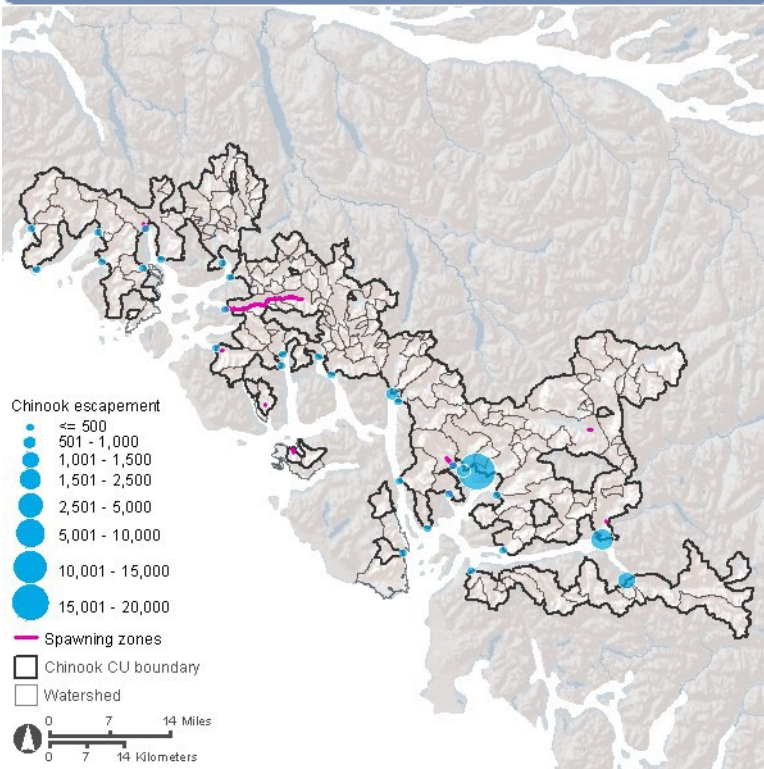 Chinook escapement
<= 500
501 - 1,000
1,001 - 1,500
1,501 - 2,500
2,501 - 5,000
5,001 - 10,000
10,001 - 15,000
15,001 - 20,000
Spawning zones
Chinook CU boundary
Watershed
0 7 14 Miles
0 7 14 Kilometers